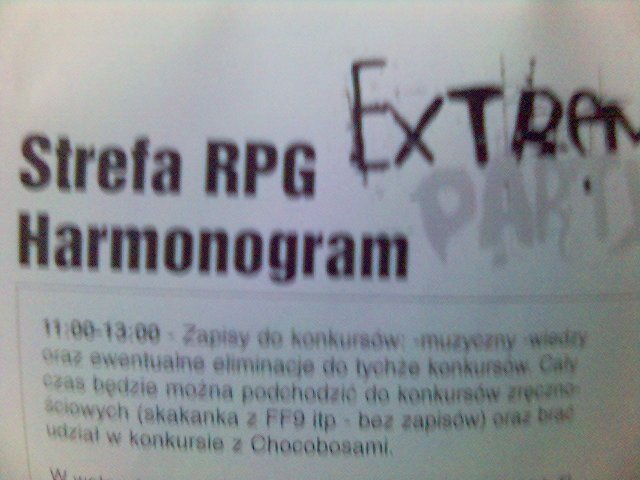 EXTREM
PARTY
Strefa RPG
Harmonogram
11:00-13:00 - Zapisy do konkursów: -muzyczny -wiedzy
oraz ewentualne eliminacje do tychże konkursów. Cały
czas będzie można podchodzić do konkursów zręczno-
ściowych (skakanka z FF9 itp - bez zapisów) oraz brać
udział w konkursie z Chocobosami.